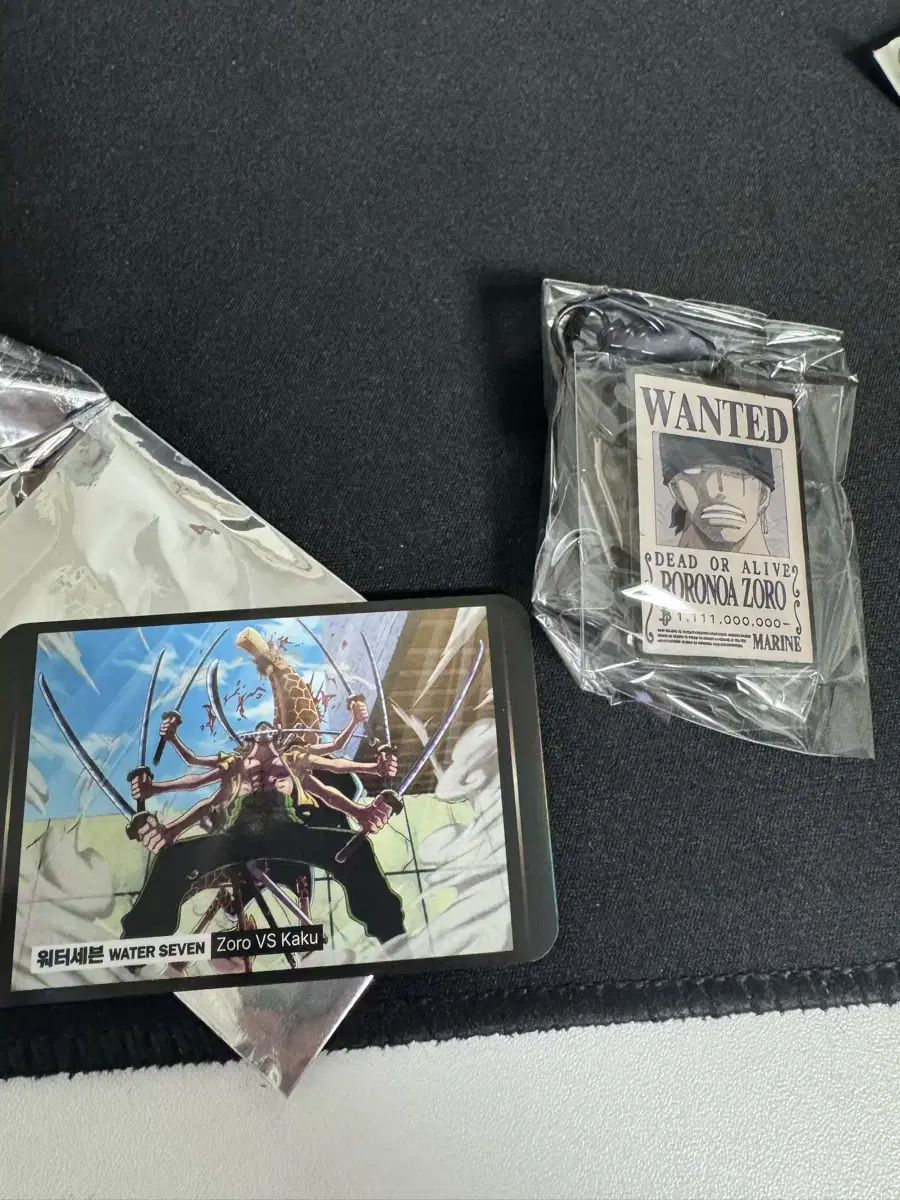 WANTED
DEAD OR ALIVE
RORONOA ZORO
1,111,000,000-
MARINE
워터세븐 WATER SEVEN Zoro VS Kaku